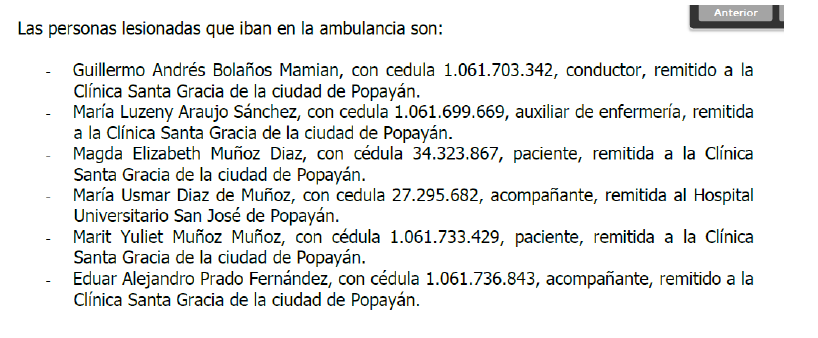 Anterior
Las personas lesionadas que iban en la ambulancia son:
- Guillermo Andrés Bolaños Mamian, con cedula 1.061.703.342, conductor, remitido a la
Clínica Santa Gracia de la ciudad de Popayán.
- María Luzeny Araujo Sánchez, con cedula 1.061.699.669, auxiliar de enfermería, remitida
a la Clínica Santa Gracia de la ciudad de Popayán.
- Magda Elizabeth Muñoz Diaz, con cédula 34.323.867, paciente, remitida a la Clínica
Santa Gracia de la ciudad de Popayán.
- María Usmar Diaz de Muñoz, con cedula 27.295.682, acompañante, remitida al Hospital
Universitario San José de Popayán.
- Marit Yuliet Muñoz Muñoz, con cédula 1.061.733.429, paciente, remitida a la Clínica
Santa Gracia de la ciudad de Popayán.
- Eduar Alejandro Prado Fernández, con cédula 1.061.736.843, acompañante, remitido a la
Clínica Santa Gracia de la ciudad de Popayán.